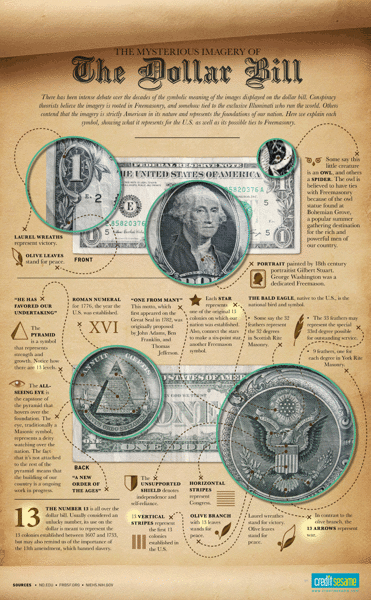 THE MYSTERIOUS IMAGERY OF
The Dollar Bill
There has been intense debate over the decades of the symbolic meaning of the images displayed on the dollar bill. Conspiracy
theorists believe the imagery is rooted in Freemasonry, and somehow tied to the exclusive Illuminati who run the world. Others
contend that the imagery is strictly American in its nature and represents the foundations of our nation. Here we explain each
symbol, showing what it represents for the U.S. as well as its possible ties to Freemasonry.
FEDERAL RESERVE NOTE
THE UNITED STATES OF AMERICA
1
2
5
E
Some say this
little creature
is an OWL, and others
a SPIDER. The owl is
believed to have ties
with Freemasonry
because of the owl
statue found at
Bohemian Grove,
a popular summer
gathering destination
for the rich and
powerful men of
our country.
LAUREL WREATHS
represent victory.
OLIVE LEAVES
stand for peace.
FRONT
PORTRAIT painted by 18th century
portraitist Gilbert Stuart.
George Washington was a
dedicated Freemason.
"HE HAS
FAVORED OUR
UNDERTAKING"
The
PYRAMID
is a symbol
that represents
strength and
growth. Notice how
there are 13 levels.
ROMAN NUMERAL
for 1776, the year the
U.S. was established.
XVI
"ONE FROM MANY"
This motto, which
first appeared on the
Great Seal in 1782, was
originally proposed by
John Adams, Ben
Franklin, and
Thomas
Jefferson.
Each STAR
represents
one of the original 13
colonies on which our
nation was established.
Also, connect the stars
to make a six-point star,
another Freemason
symbol.
THE BALD EAGLE, native to the U.S., is the
national bird and symbol.
Some say the 32
feathers represent
the 32 degrees
in Scottish Rite
Masonry.
The 33 feathers may
represent the special
33rd degree possible
for outstanding service.
9 feathers, one for
each degree in York Rite
Masonry.
The ALL-
SEEING EYE is
the capstone of
the pyramid that
hovers over the
foundation. The
eye, traditionally a
Masonic symbol,
represents a deity
watching over the
nation. The fact
that it's not attached
to the rest of the
pyramid means that
the building of our
country is an ongoing
work in progress.
ANNUIT COEPTIS
STATES OF AMERICA
ONE
BACK
"A NEW
ORDER OF
THE AGES"
The
UNSUPPORTED
SHIELD denotes
independence and
self-reliance.
HORIZONTAL
STRIPES
represent
Congress.
13
THE NUMBER 13 is all over the
dollar bill. Usually considered an
unlucky number, its use on the
dollar is meant to represent the
13 colonies established between 1607 and 1733,
but may also remind us of the importance of
the 13th amendment, which banned slavery.
13 VERTICAL
STRIPES represent
the first 13
colonies
established in
the U.S.
OLIVE BRANCH
with 13 leaves
stands for
peace.
Laurel wreathes
stand for victory.
Olive leaves
stand for
peace.
In contrast to the
olive branch, the
13 ARROWS represent
war.
SOURCES
credit sesame